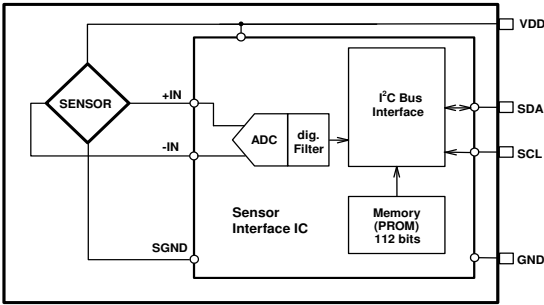 VDD
SENSOR
+IN
-IN
ADC
dig.
Filter
I²C Bus
Interface
SDA
SCL
Sensor
Interface IC
Memory
(PROM)
112 bits
SGND
GND